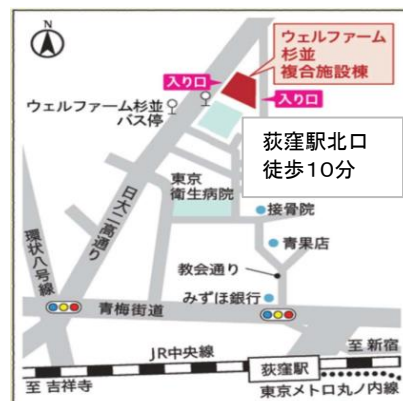 N
ウェルファーム
杉並
複合施設棟
入り口
入り口
ウェルファーム杉並
バス停
荻窪駅北口
徒歩10分
東京
衛生病院
日大二高通り
環状八号線
接骨院
青果店
教会通り
みずほ銀行
青梅街道
JR中央線
至 新宿
荻窪駅
至 吉祥寺
東京メトロ丸ノ内線